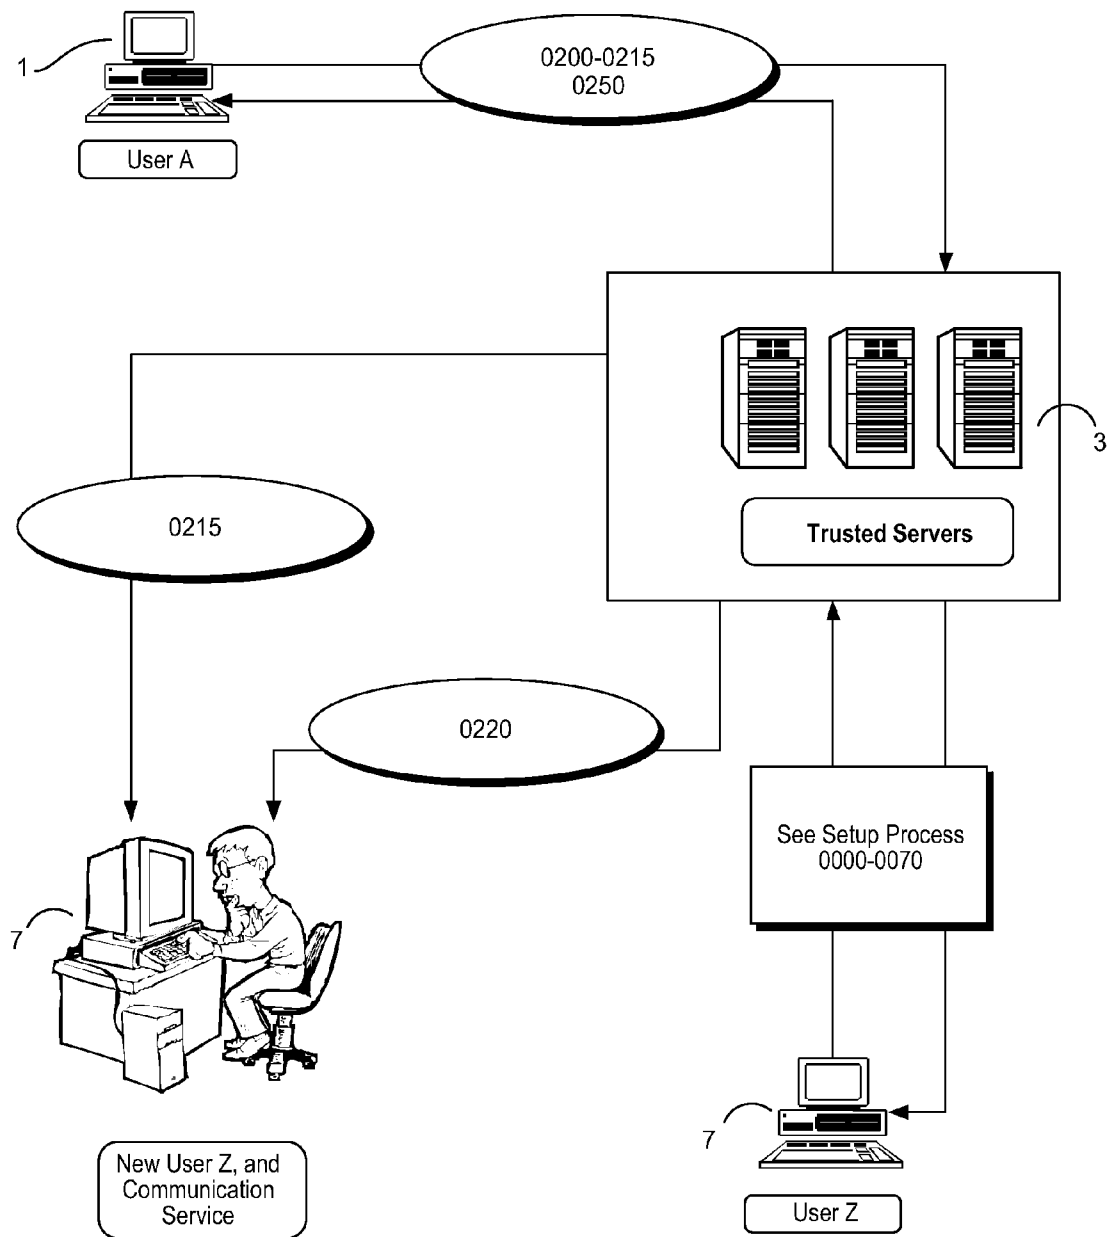 1
0200-0215
0250
User A
3
Trusted Servers
0215
0220
See Setup Process
0000-0070
7
7
New User Z, and
Communication
Service
User Z